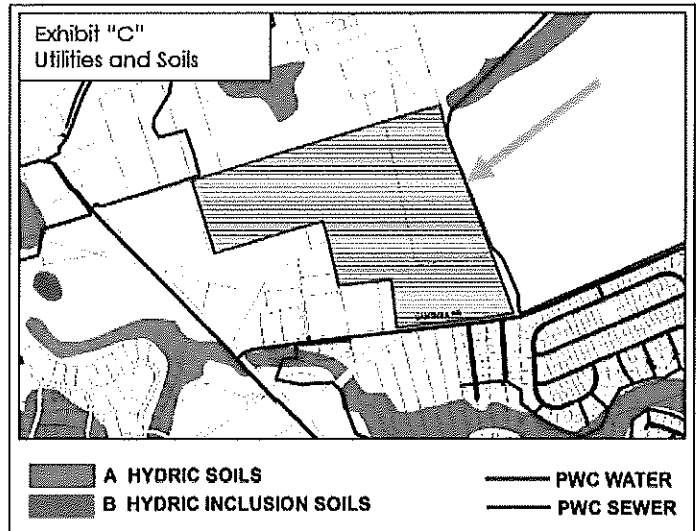 Exhibit "C"
Utilities and Soils
A HYDRIC SOILS
B HYDRIC INCLUSION SOILS
PWC WATER
PWC SEWER